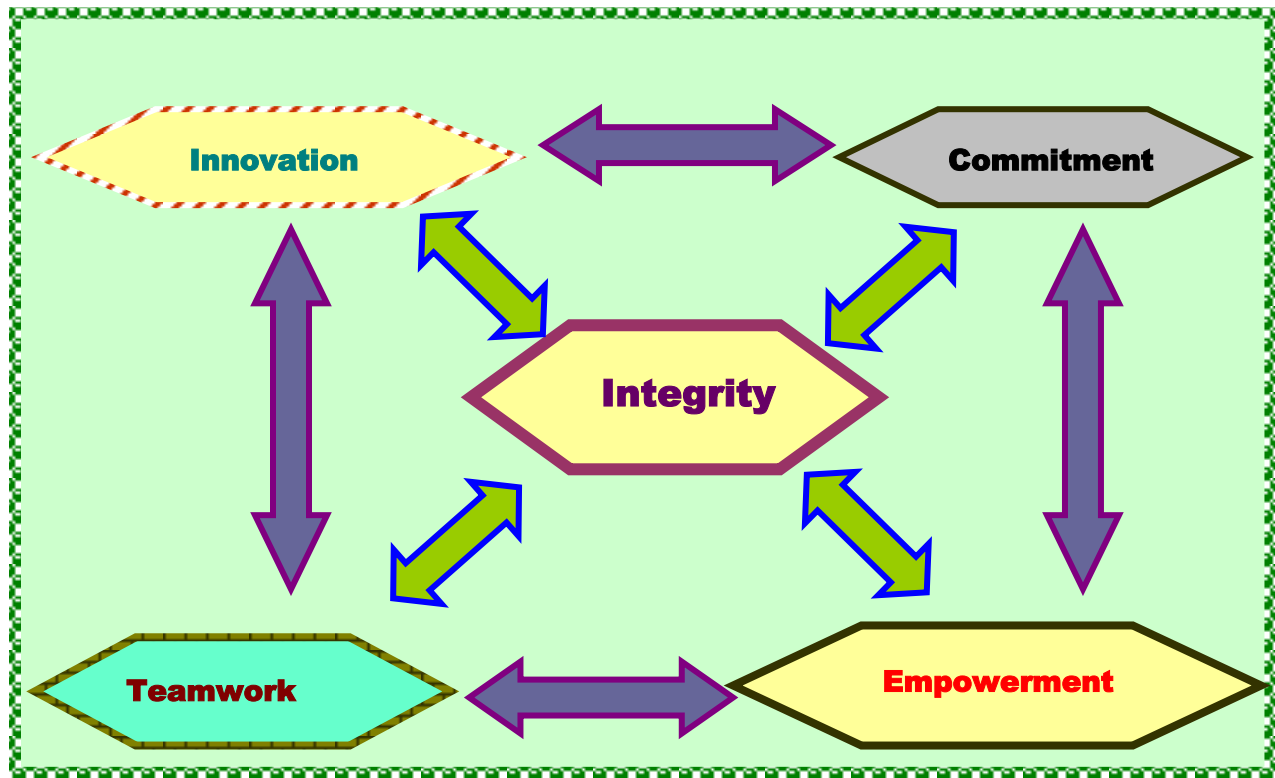 Innovation
Commitment
Integrity
Teamwork
Empowerment